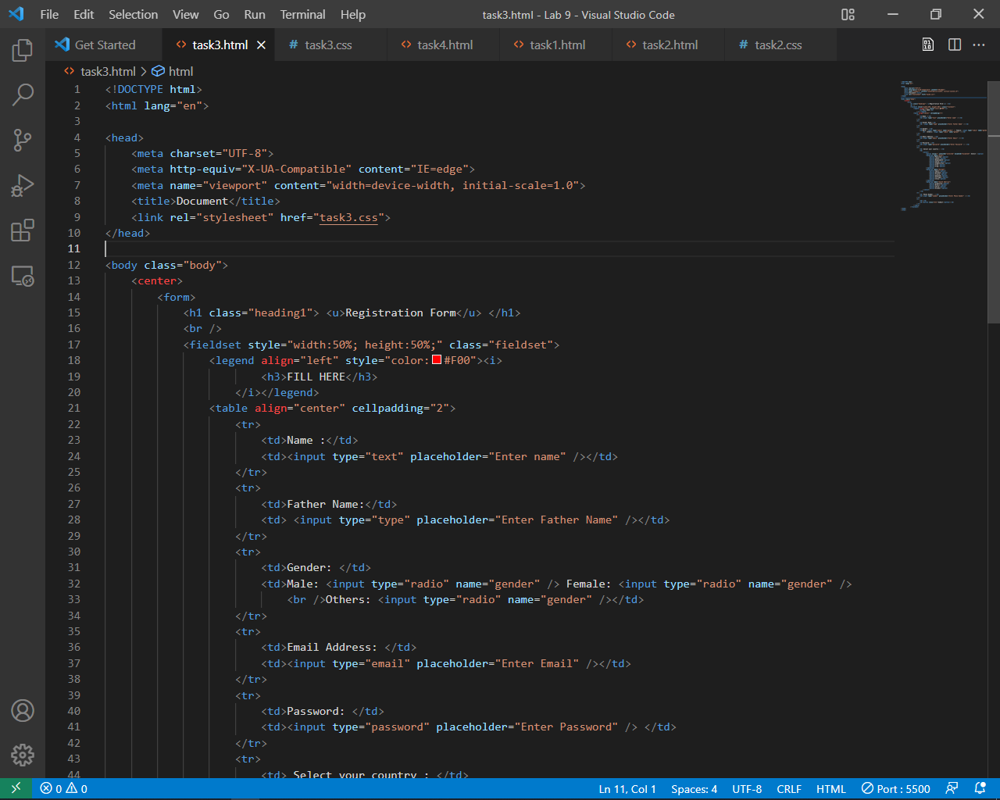 File Edit Selection View Go Run Terminal Help task3.html - Lab 9 - Visual Studio Code
Get Started task3.html task3.css task4.html task1.html task2.html task2.css
task3.html > html
1 <!DOCTYPE html>
2 <html lang="en">
3
4 <head>
5 <meta charset="UTF-8">
6 <meta http-equiv="X-UA-Compatible" content="IE=edge">
7 <meta name="viewport" content="width=device-width, initial-scale=1.0">
8 <title>Document</title>
9 <link rel="stylesheet" href="task3.css">
10 </head>
11
12 <body class="body">
13 <center>
14 <form>
15 <h1 class="heading1"> <u>Registration Form</u> </h1>
16 <br />
17 <fieldset style="width:50%; height:50%;" class="fieldset">
18 <legend align="left" style="color:#F00"><i>
19 <h3>FILL HERE</h3>
20 </i></legend>
21 <table align="center" cellpadding="2">
22 <tr>
23 <td>Name :</td>
24 <td><input type="text" placeholder="Enter name" /></td>
25 </tr>
26 <tr>
27 <td>Father Name:</td>
28 <td> <input type="type" placeholder="Enter Father Name" /></td>
29 </tr>
30 <tr>
31 <td>Gender: </td>
32 <td>Male: <input type="radio" name="gender" /> Female: <input type="radio" name="gender" />
33 <br />Others: <input type="radio" name="gender" /></td>
34 </tr>
35 <tr>
36 <td>Email Address: </td>
37 <td><input type="email" placeholder="Enter Email" /></td>
38 </tr>
39 <tr>
40 <td>Password: </td>
41 <td><input type="password" placeholder="Enter Password" /> </td>
42 </tr>
43 <tr>
44 <td> Select your country : </td>
0 0 Ln 11, Col 1 Spaces: 4 UTF-8 CRLF HTML Port : 5500